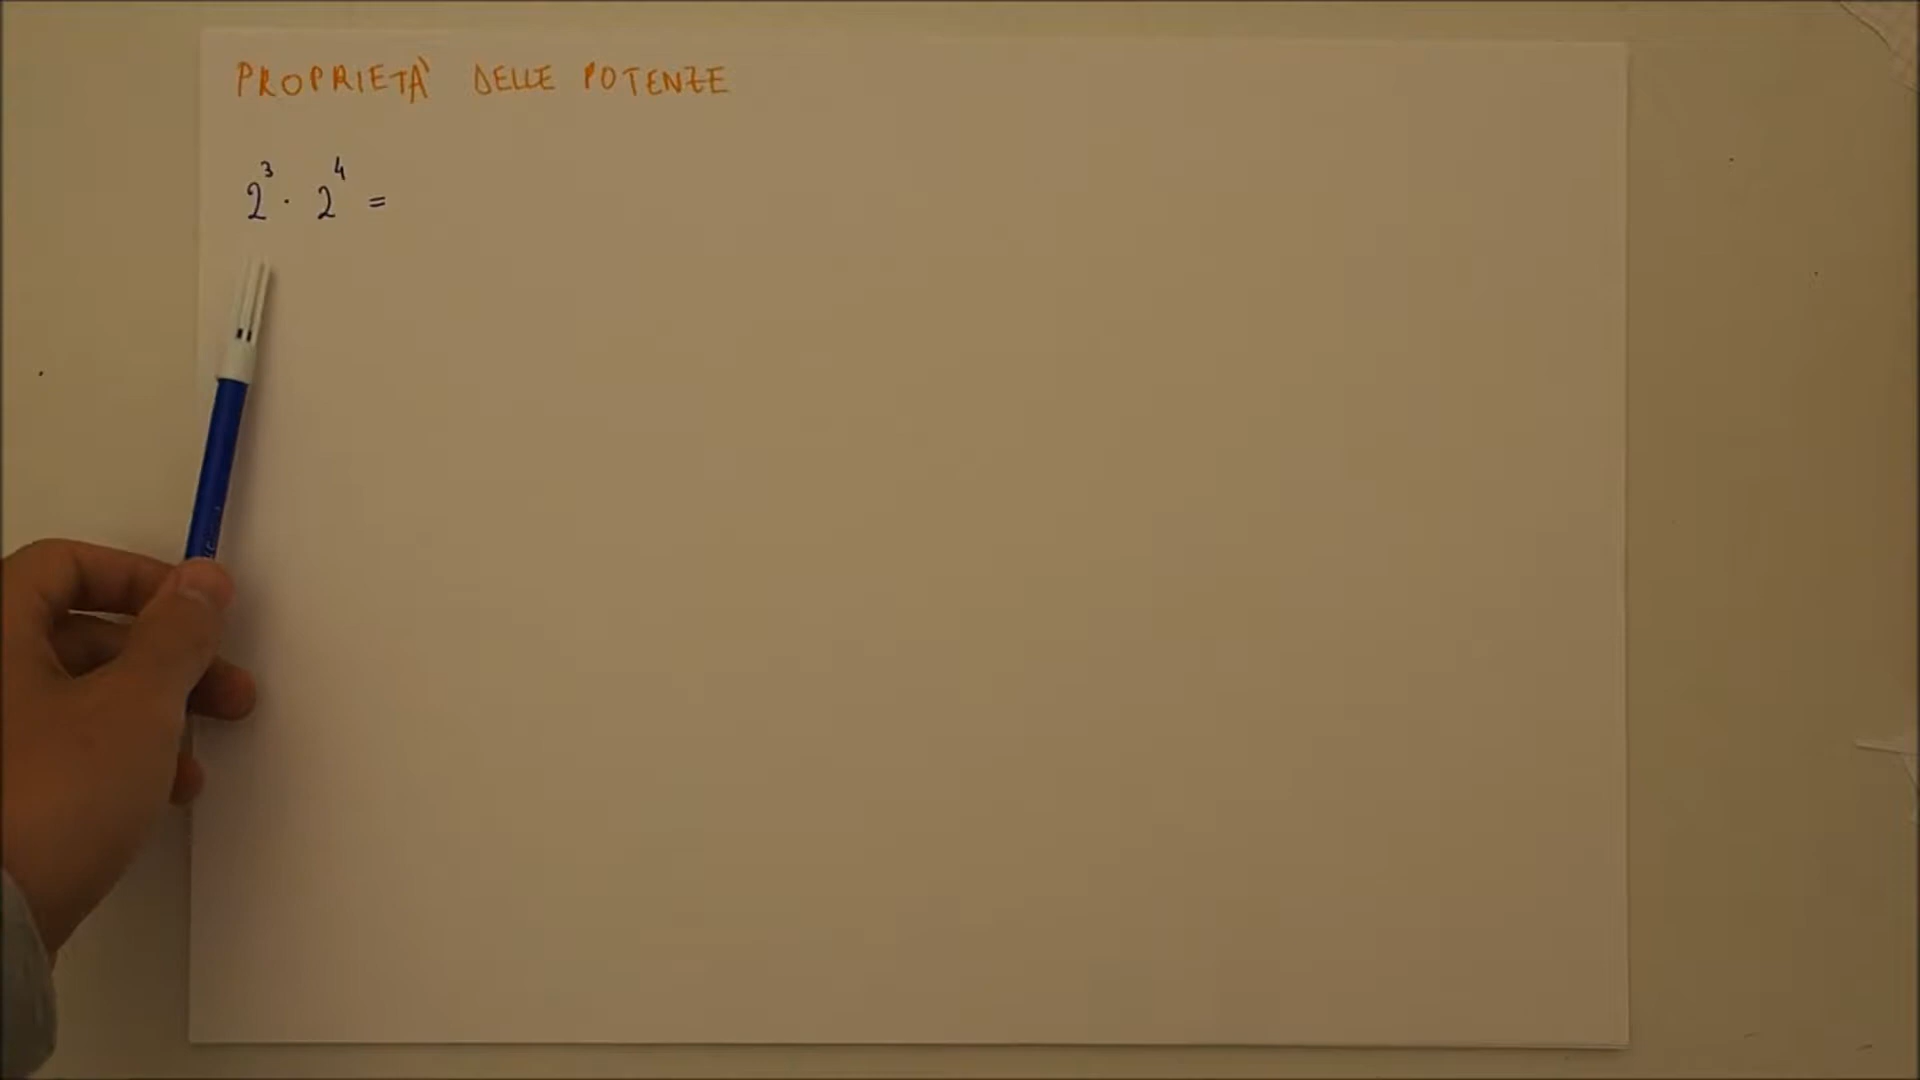 PROPRIETÀ DELLE POTENZE
2³ · 2⁴ =